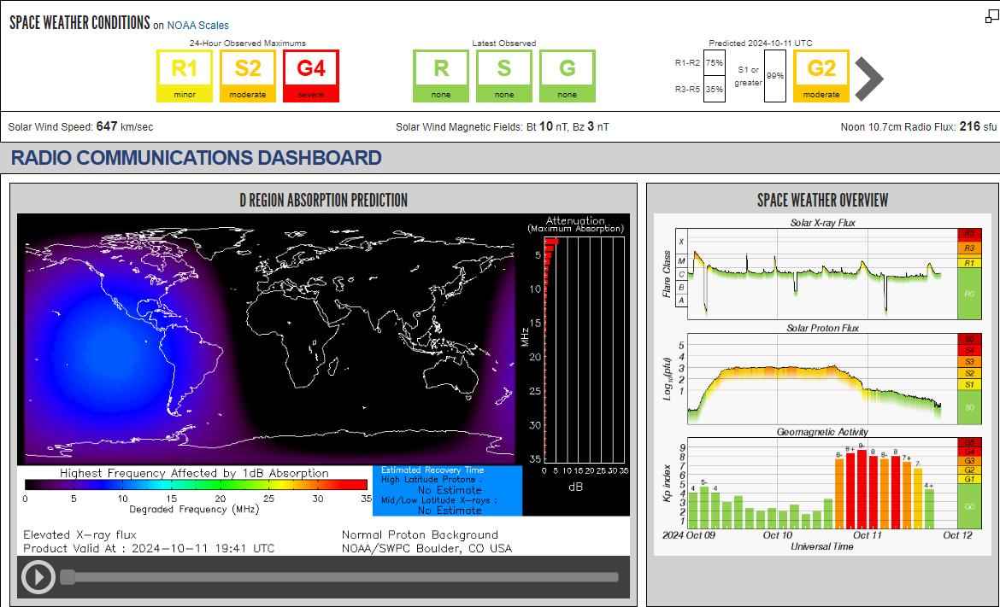 SPACE WEATHER CONDITIONS on NOAA Scales
24-Hour Observed Maximums
R1 S2 G4
minor moderate severe
Latest Observed
R S G
none none none
Predicted 2024-10-11 UTC
R1-R2 75%
R3-R5 35%
S1 or greater 99%
G2
moderate
Solar Wind Speed: 647 km/sec
Solar Wind Magnetic Fields: Bt 10 nT, Bz 3 nT
Noon 10.7cm Radio Flux: 216 sfu
RADIO COMMUNICATIONS DASHBOARD
D REGION ABSORPTION PREDICTION
Attenuation
(Maximum Absorption)
5
10
15
20
25
30
35
MHz
0 5 10 15 20 25 30 35
dB
Highest Frequency Affected by 1dB Absorption
0 5 10 15 20 25 30 35
Degraded Frequency (MHz)
Estimated Recovery Time
High Latitude Protons :
No Estimate
Mid/Low Latitude X-rays :
No Estimate
Elevated X-ray flux
Normal Proton Background
Product Valid At : 2024-10-11 19:41 UTC
NOAA/SWPC Boulder, CO USA
SPACE WEATHER OVERVIEW
Solar X-ray Flux
Flare Class
X
M
C
B
A
R5
R3
R1
R0
Solar Proton Flux
Log10(pfu)
5
4
3
2
1
S5
S4
S3
S2
S1
S0
Geomagnetic Activity
Kp index
9
8
7
6
5
4
3
2
1
4 5- 4 8- 8+ 9- 8 8- 8 7+ 7- 4+
G5
G4
G3
G2
G1
G0
2024 Oct 09 Oct 10 Oct 11 Oct 12
Universal Time